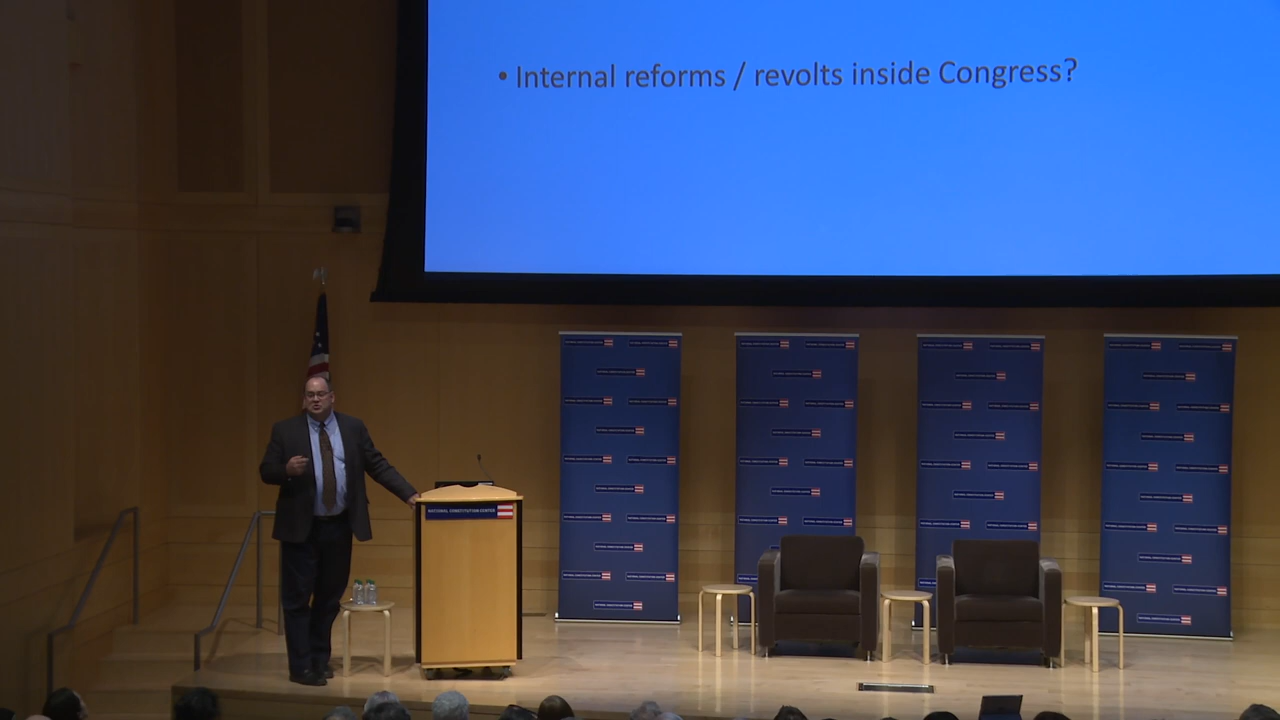 • Internal reforms / revolts inside Congress?
NATIONAL CONSTITUTION CENTER